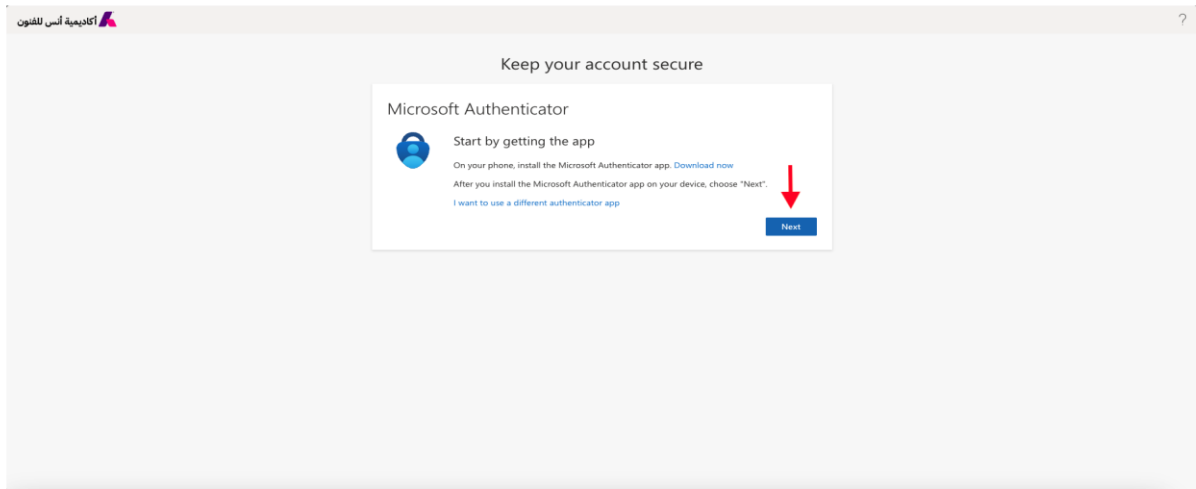 أكاديمية أنس للفنون
?
Keep your account secure
Microsoft Authenticator
Start by getting the app
On your phone, install the Microsoft Authenticator app. Download now
After you install the Microsoft Authenticator app on your device, choose "Next".
I want to use a different authenticator app
Next